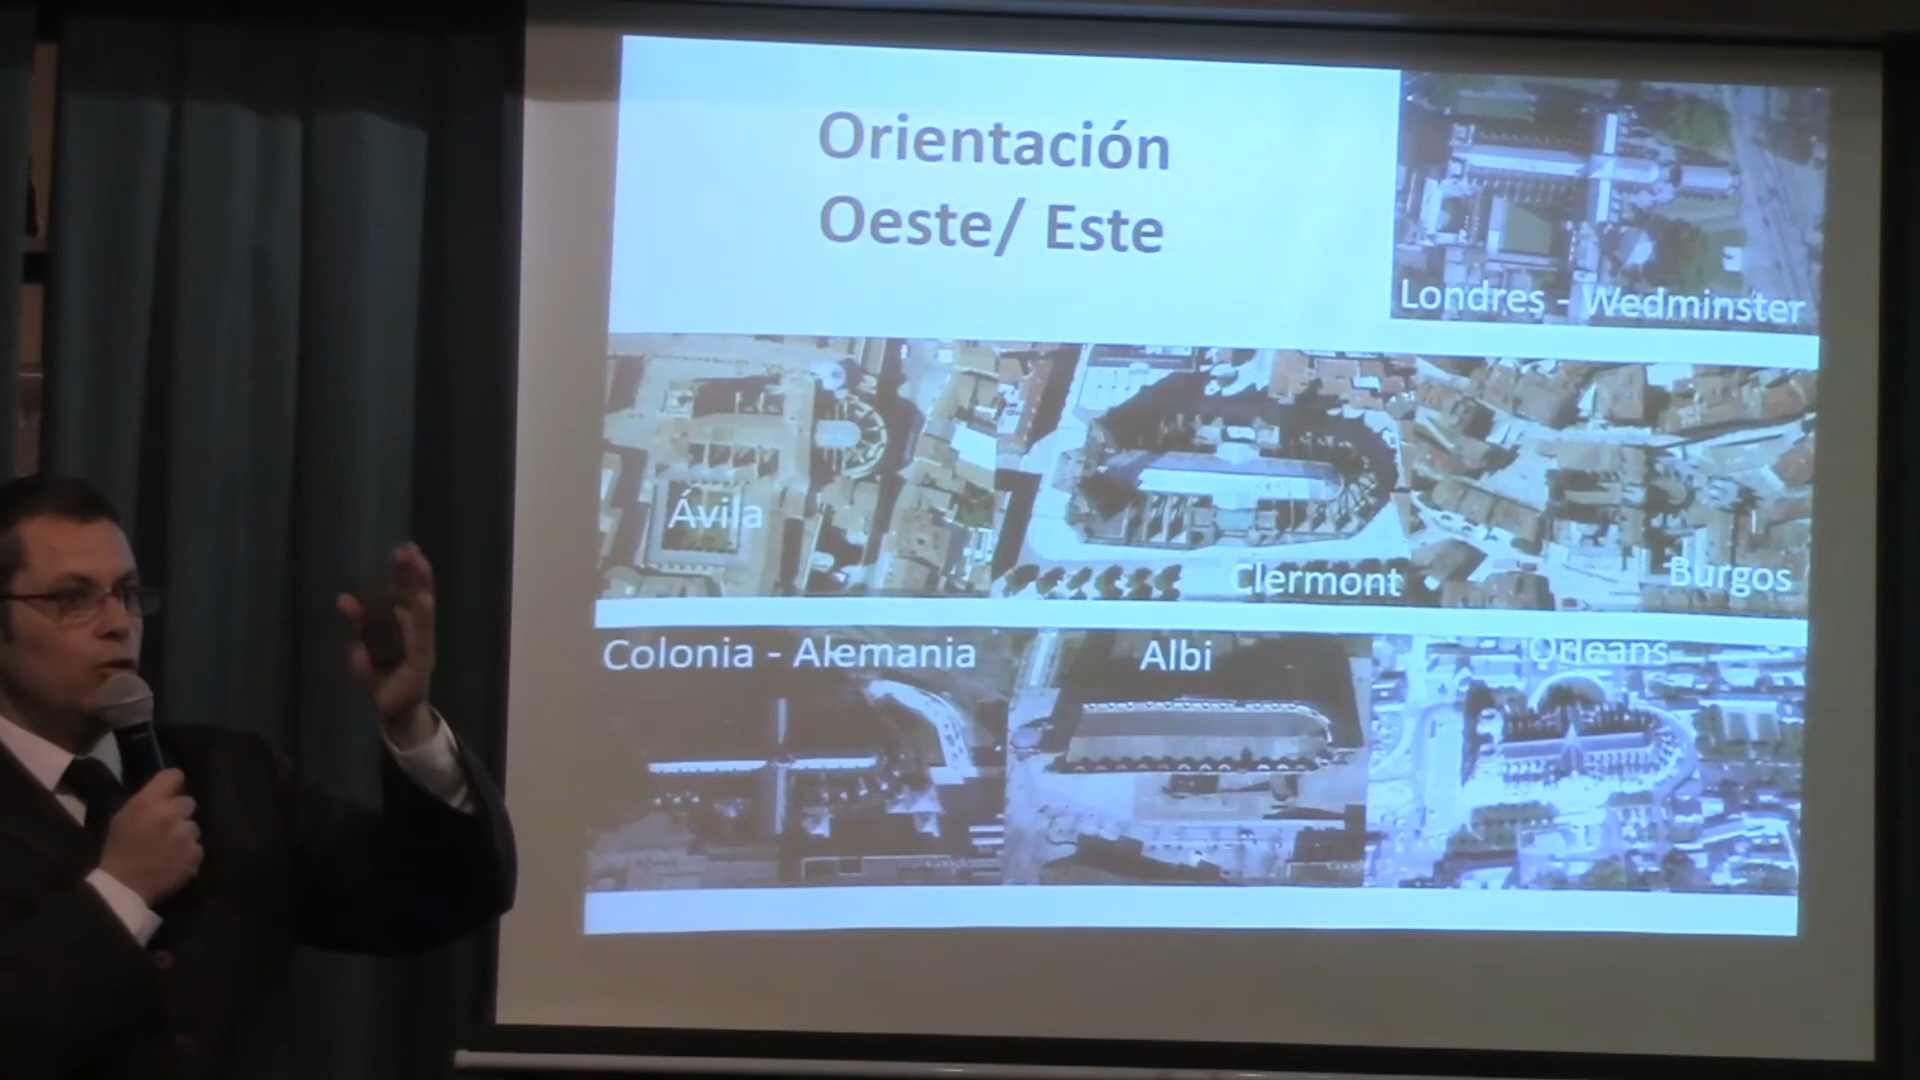 Orientación
Oeste/ Este
Londres - Wedminster
Ávila
Clermont
Burgos
Colonia - Alemania
Albi
Orleans